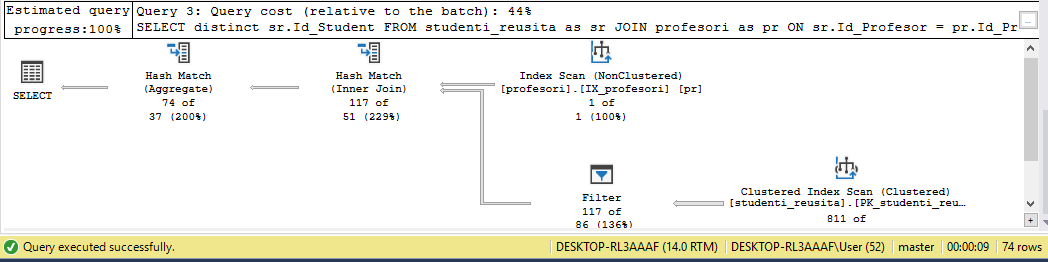 Estimated query
progress:100%
Query 3: Query cost (relative to the batch): 44%
SELECT distinct sr.Id_Student FROM studenti_reusita as sr JOIN profesori as pr ON sr.Id_Profesor = pr.Id_Pr
...
SELECT
Hash Match
(Aggregate)
74 of
37 (200%)
Hash Match
(Inner Join)
117 of
51 (229%)
Index Scan (NonClustered)
[profesori].[IX_profesori] [pr]
1 of
1 (100%)
Filter
117 of
86 (136%)
Clustered Index Scan (Clustered)
[studenti_reusita].[PK_studenti_reu…
811 of
Query executed successfully.
DESKTOP-RL3AAAF (14.0 RTM)
DESKTOP-RL3AAAF\User (52)
master
00:00:09
74 rows